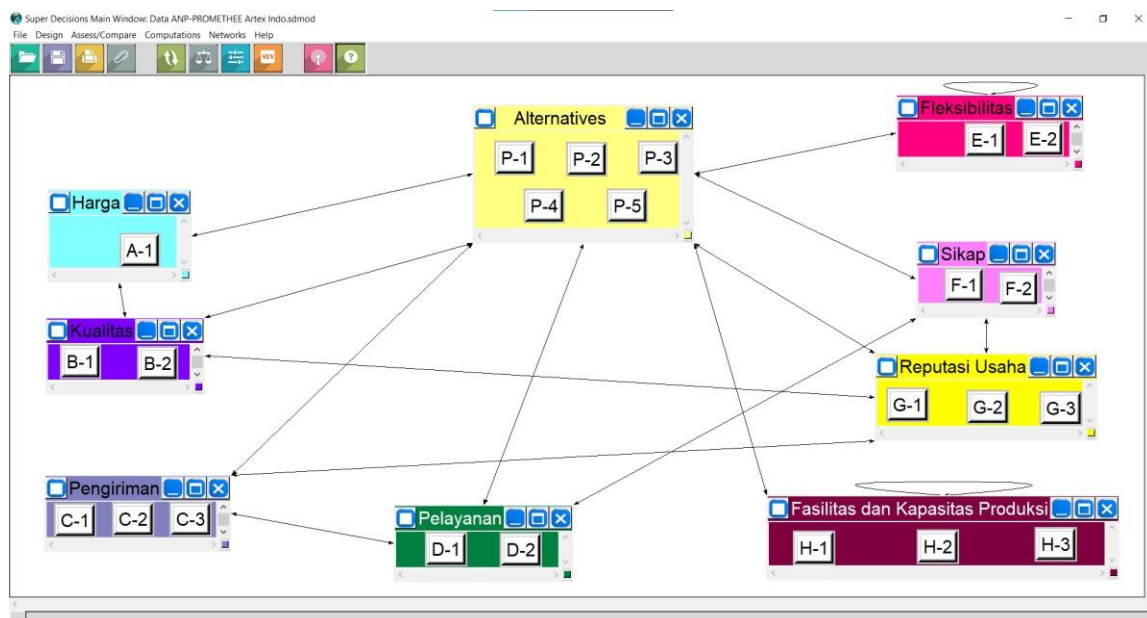 Super Decisions Main Window: Data ANP-PROMETHEE Artex Indo.sdmod
File Design Assess/Compare Computations Networks Help
Alternatives
P-1 P-2 P-3
P-4 P-5
Fleksibilitas
E-1 E-2
Harga
A-1
Sikap
F-1 F-2
Kualitas
B-1 B-2
Reputasi Usaha
G-1 G-2 G-3
Pengiriman
C-1 C-2 C-3
Pelayanan
D-1 D-2
Fasilitas dan Kapasitas Produksi
H-1 H-2 H-3